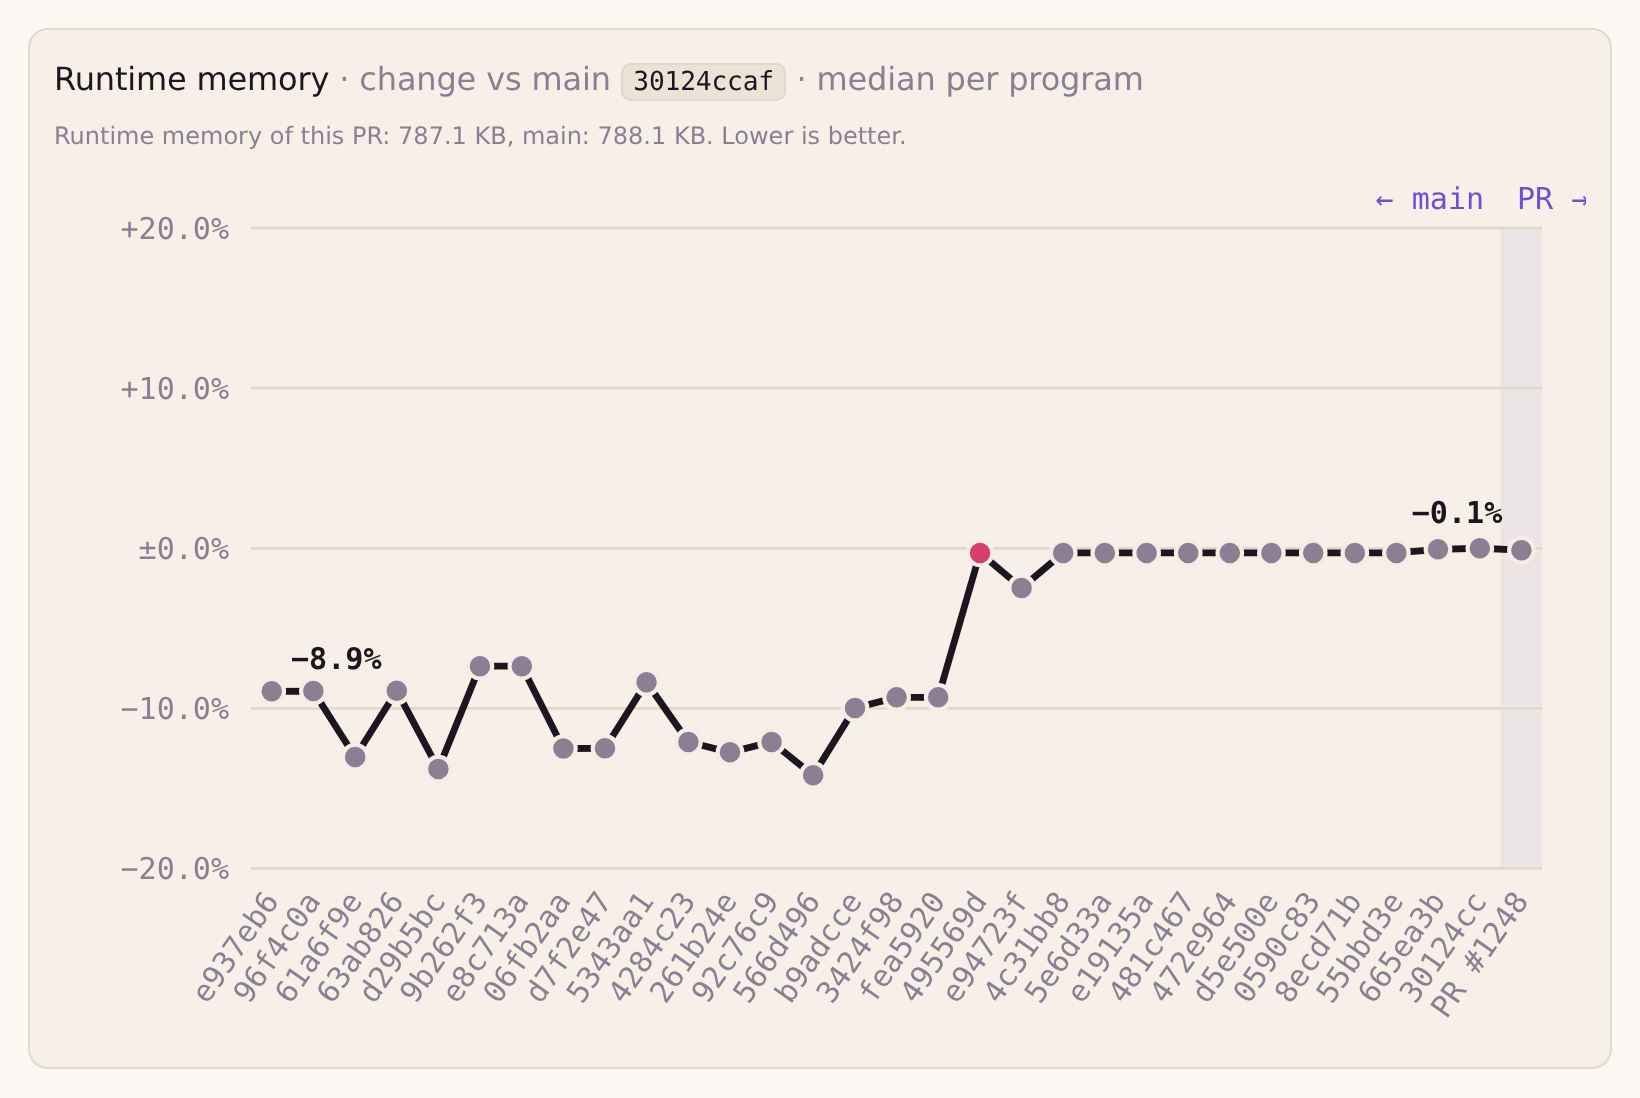 Runtime memory · change vs main 30124ccaf · median per program
Runtime memory of this PR: 787.1 KB, main: 788.1 KB. Lower is better.
← main PR →
+20.0%
+10.0%
±0.0%
−10.0%
−20.0%
−8.9%
−0.1%
e937eb6
96f4c0a
61a6f9e
63ab826
d29b5bc
9b262f3
e8c713a
06fb2aa
d7f2e47
5343aa1
4284c23
261b24e
92c76c9
566d496
b9adcce
3424f98
fea5920
495569d
e94723f
4c31bb8
5e6d33a
e19135a
481c467
472e964
d5e500e
0590c83
8ecd71b
55bbd3e
665ea3b
30124cc
PR #1248